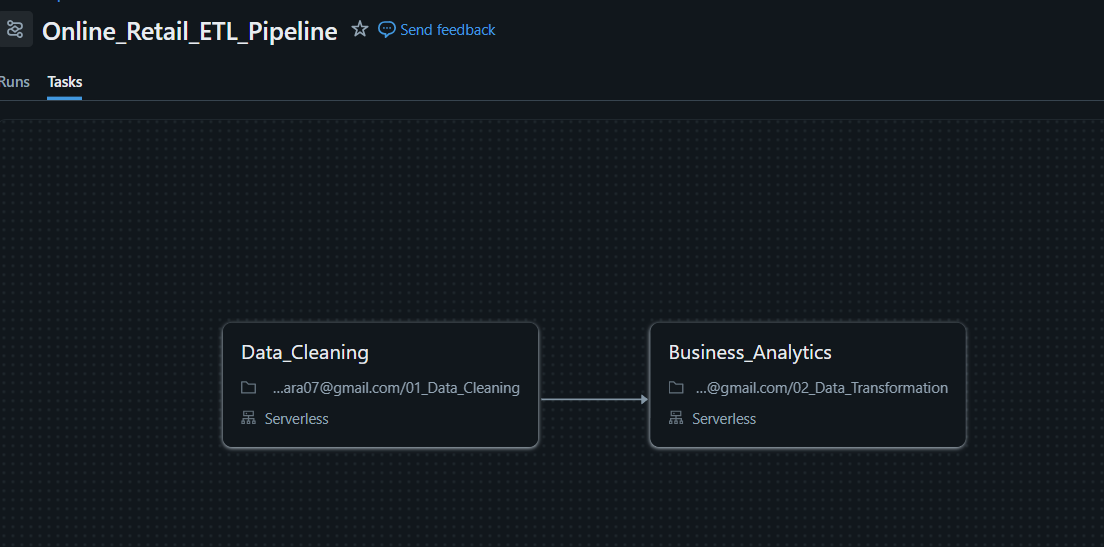 Online_Retail_ETL_Pipeline Send feedback
Runs Tasks
Data_Cleaning
...ara07@gmail.com/01_Data_Cleaning
Serverless
Business_Analytics
...@gmail.com/02_Data_Transformation
Serverless